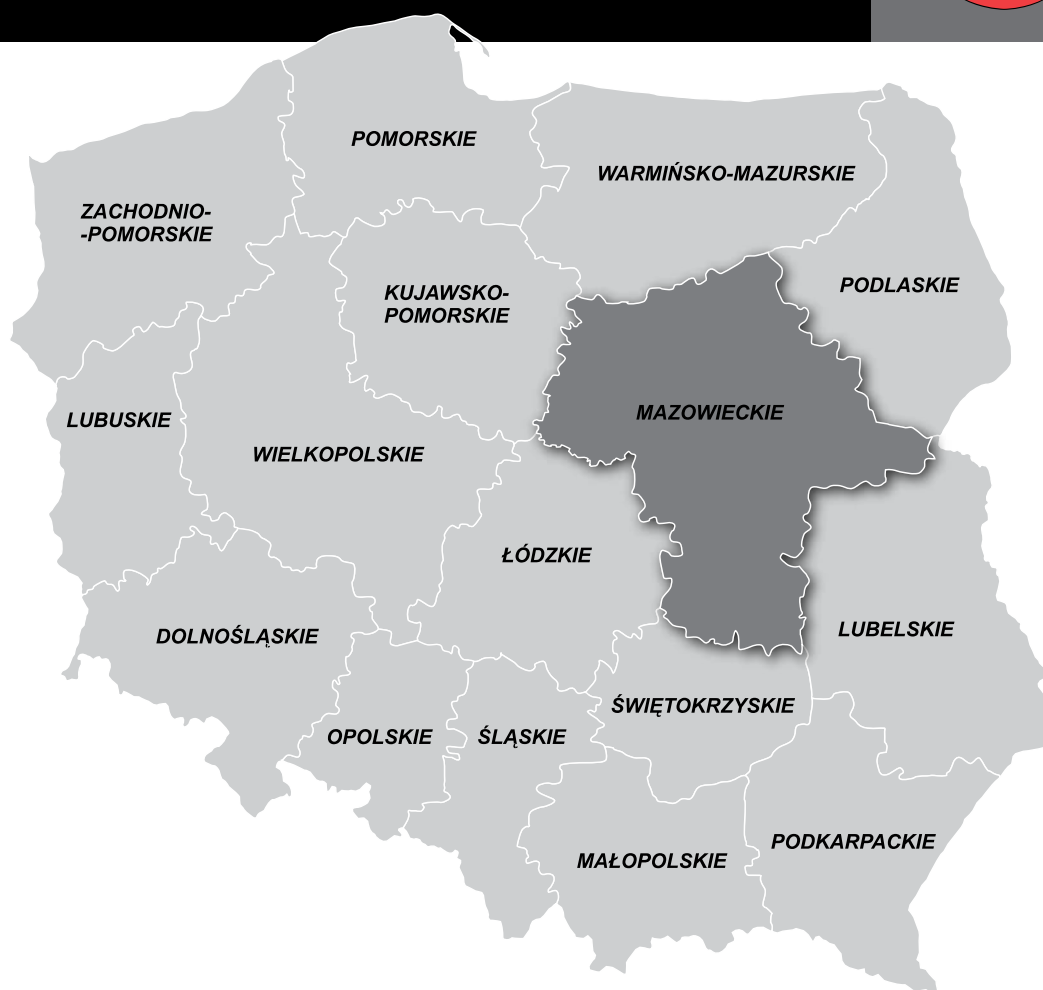 POMORSKIE
WARMIŃSKO-MAZURSKIE
ZACHODNIO-
-POMORSKIE
PODLASKIE
KUJAWSKO-
POMORSKIE
MAZOWIECKIE
LUBUSKIE
WIELKOPOLSKIE
ŁÓDZKIE
DOLNOŚLĄSKIE
LUBELSKIE
ŚWIĘTOKRZYSKIE
OPOLSKIE
ŚLĄSKIE
PODKARPACKIE
MAŁOPOLSKIE